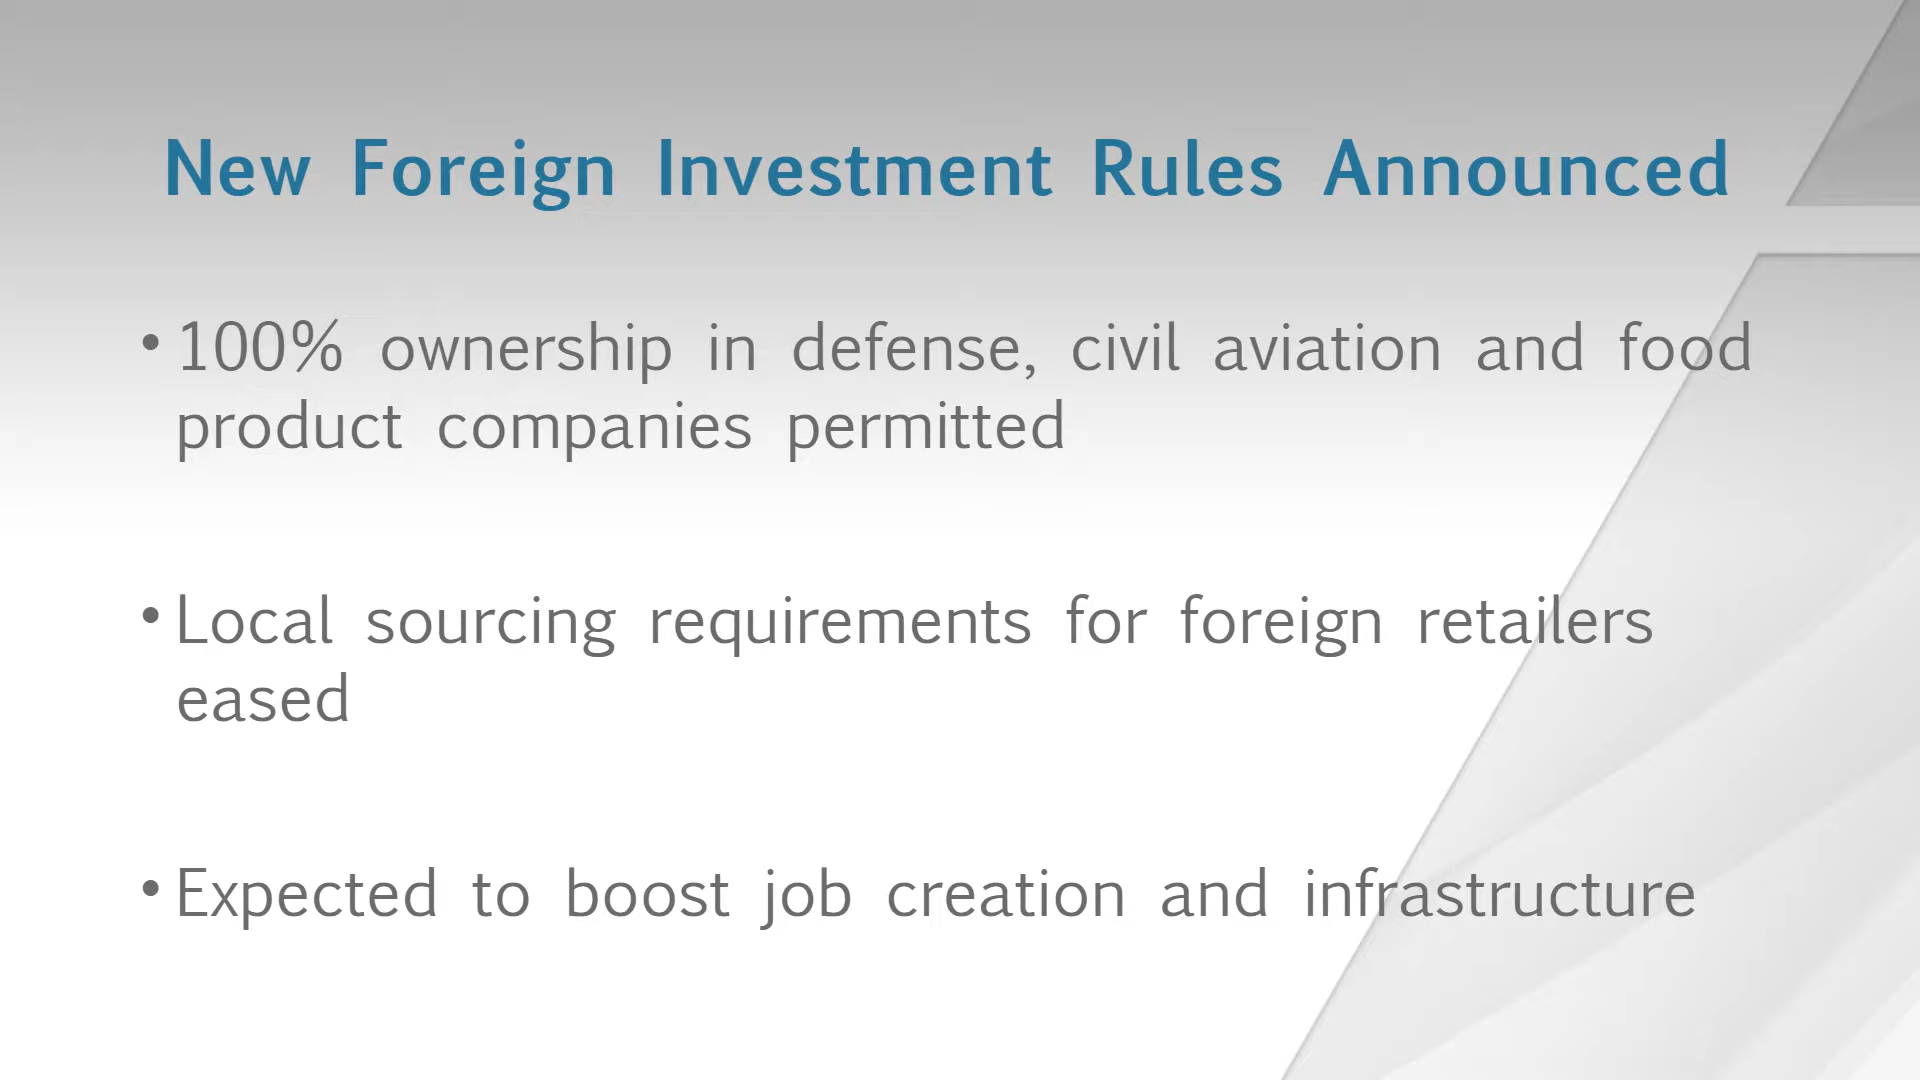 New Foreign Investment Rules Announced
• 100% ownership in defense, civil aviation and food
product companies permitted
• Local sourcing requirements for foreign retailers
eased
• Expected to boost job creation and infrastructure